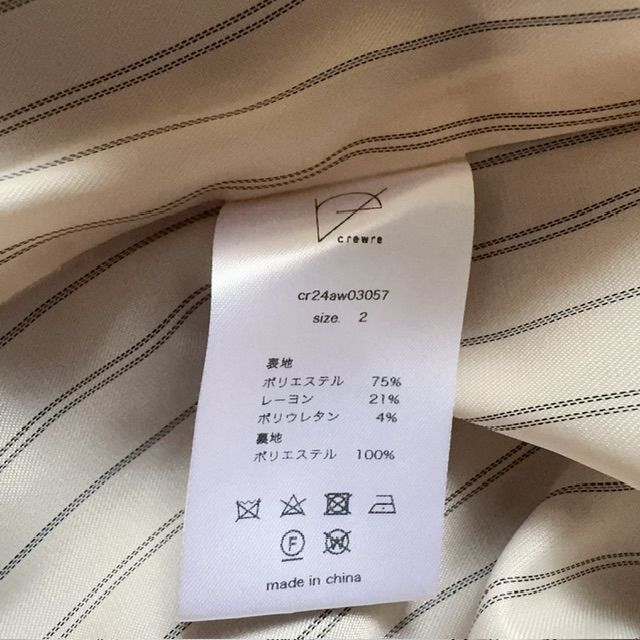 crewre
cr24aw03057
size. 2
表地
ポリエステル 75%
レーヨン 21%
ポリウレタン 4%
裏地
ポリエステル 100%
F W
made in china